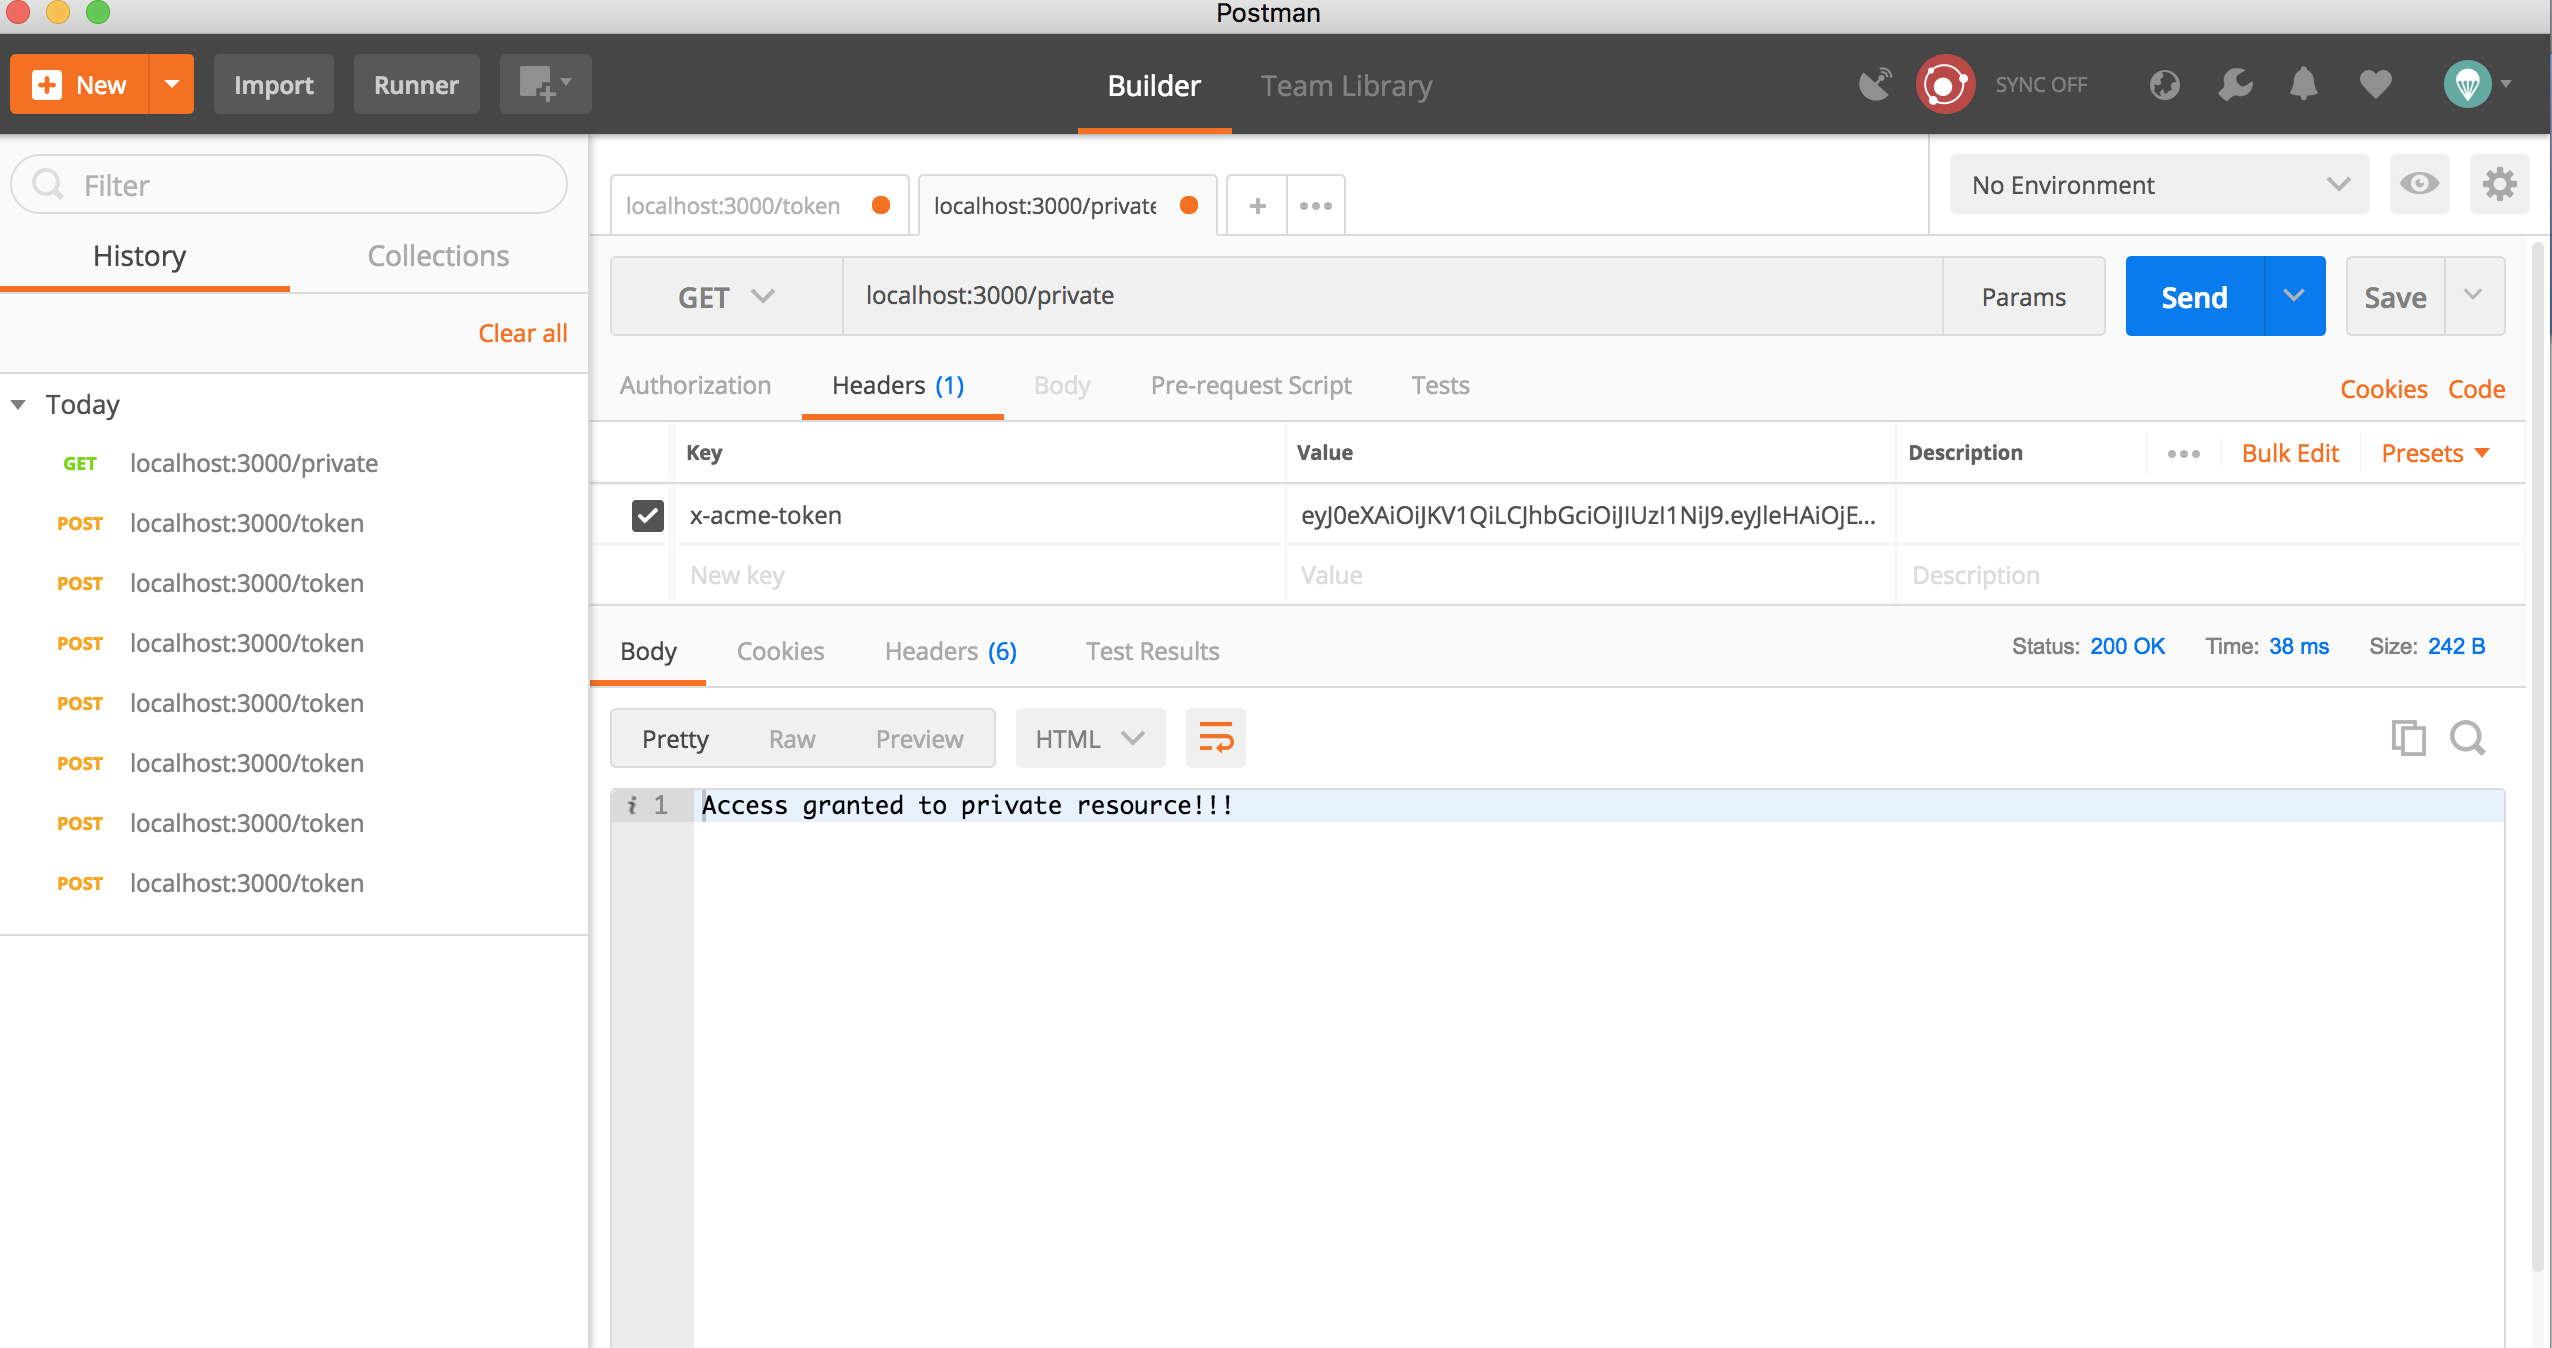 Postman
New
Import
Runner
Builder
Team Library
SYNC OFF
Filter
History
Collections
Clear all
Today
GET localhost:3000/private
POST localhost:3000/token
POST localhost:3000/token
POST localhost:3000/token
POST localhost:3000/token
POST localhost:3000/token
POST localhost:3000/token
POST localhost:3000/token
localhost:3000/token
localhost:3000/private
No Environment
GET
localhost:3000/private
Params
Send
Save
Authorization
Headers (1)
Body
Pre-request Script
Tests
Cookies
Code
Key
Value
Description
Bulk Edit
Presets
x-acme-token
eyJ0eXAiOiJKV1QiLCJhbGciOiJIUzI1NiJ9.eyJleHAiOjE...
New key
Value
Description
Body
Cookies
Headers (6)
Test Results
Status: 200 OK
Time: 38 ms
Size: 242 B
Pretty
Raw
Preview
HTML
i 1
Access granted to private resource!!!